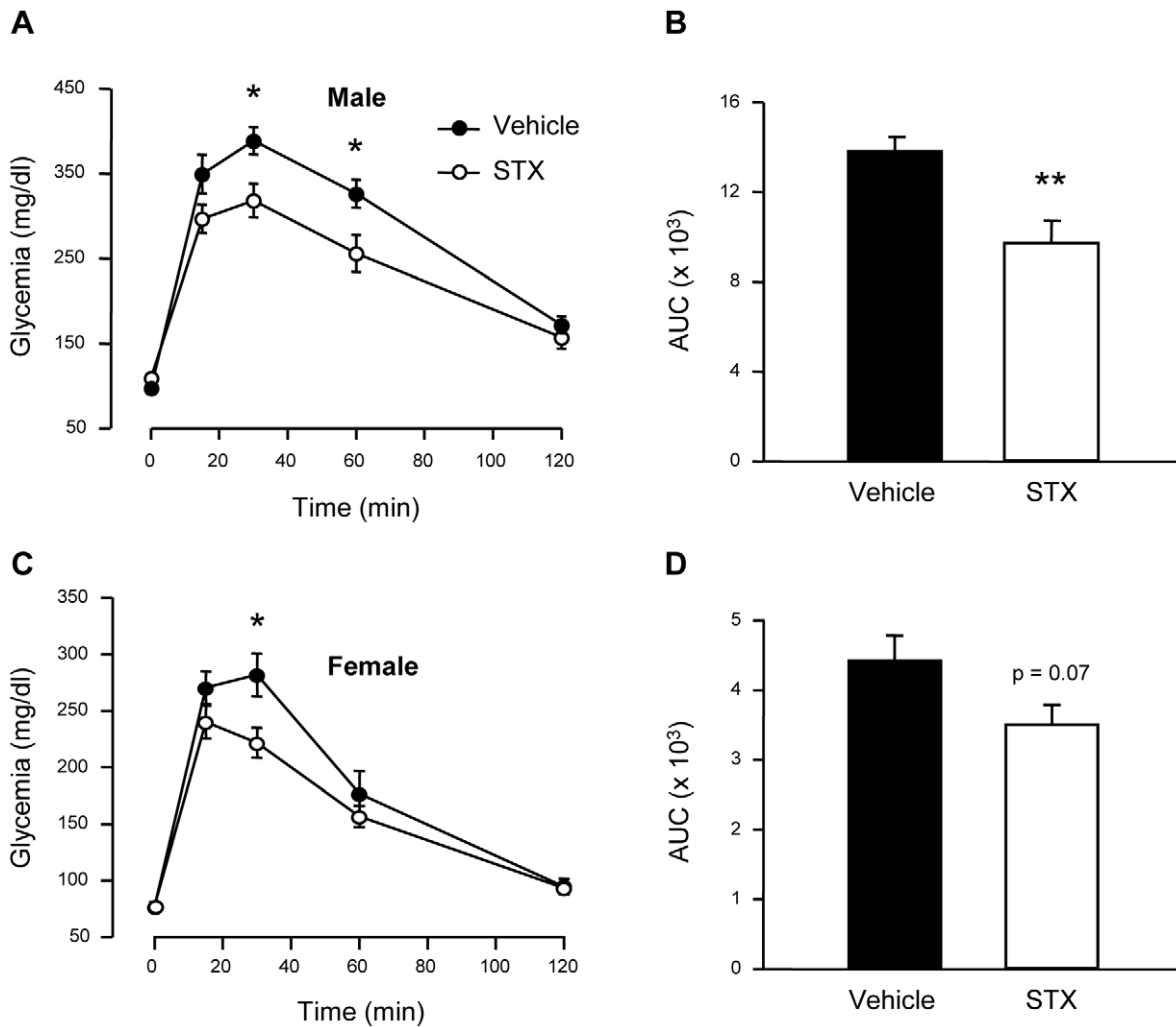 A
Male
*
*
Vehicle
STX
Glycemia (mg/dl)
450
350
250
150
50
0 20 40 60 80 100 120
Time (min)
B
AUC (x 10³)
16
12
8
4
0
**
Vehicle STX
C
Female
*
Glycemia (mg/dl)
350
300
250
200
150
100
50
0 20 40 60 80 100 120
Time (min)
D
AUC (x 10³)
5
4
3
2
1
0
p = 0.07
Vehicle STX